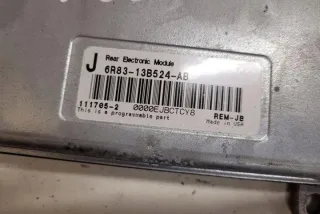 Rear Electronic Module
J 6R83-13B524-AB
111705-2 0000EJBCTCY8 REM-JB
This is a programmable part Made in USA